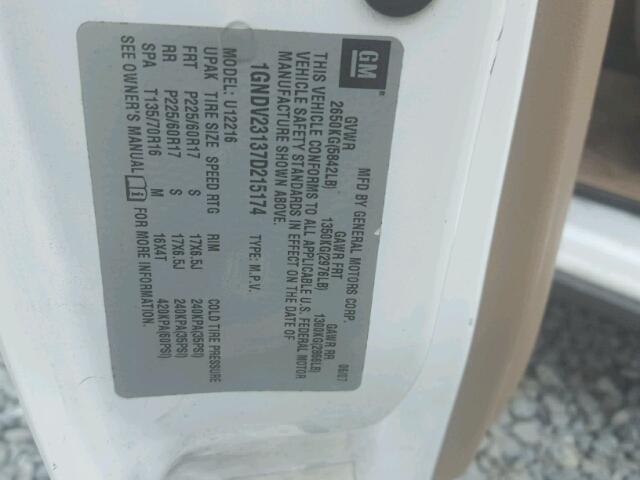 GM
MFD BY GENERAL MOTORS CORP. 06/07
GVWR GAWR FRT GAWR RR
2650KG(5842LB) 1350KG(2976LB) 1300KG(2866LB)
THIS VEHICLE CONFORMS TO ALL APPLICABLE U.S. FEDERAL MOTOR
VEHICLE SAFETY STANDARDS IN EFFECT ON THE DATE OF
MANUFACTURE SHOWN ABOVE.
1GNDV23137D215174 TYPE: M.P.V.
MODEL: U12216
UPAK TIRE SIZE SPEED RTG RIM COLD TIRE PRESSURE
FRT P225/60R17 S 17X6.5J 240KPA(35PSI)
RR P225/60R17 S 17X6.5J 240KPA(35PSI)
SPA T135/70R16 M 16X4T 420KPA(60PSI)
SEE OWNER'S MANUAL FOR MORE INFORMATION